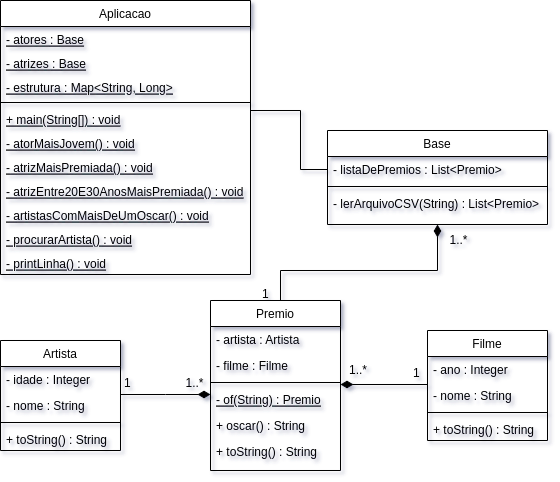 Aplicacao
- atores : Base
- atrizes : Base
- estrutura : Map<String, Long>
+ main(String[]) : void
- atorMaisJovem() : void
- atrizMaisPremiada() : void
- atrizEntre20E30AnosMaisPremiada() : void
- artistasComMaisDeUmOscar() : void
- procurarArtista() : void
- printLinha() : void
Base
- listaDePremios : List<Premio>
- lerArquivoCSV(String) : List<Premio>
1..*
1
Premio
- artista : Artista
- filme : Filme
- of(String) : Premio
+ oscar() : String
+ toString() : String
Artista
- idade : Integer
- nome : String
+ toString() : String
1
1..*
1..*
1
Filme
- ano : Integer
- nome : String
+ toString() : String